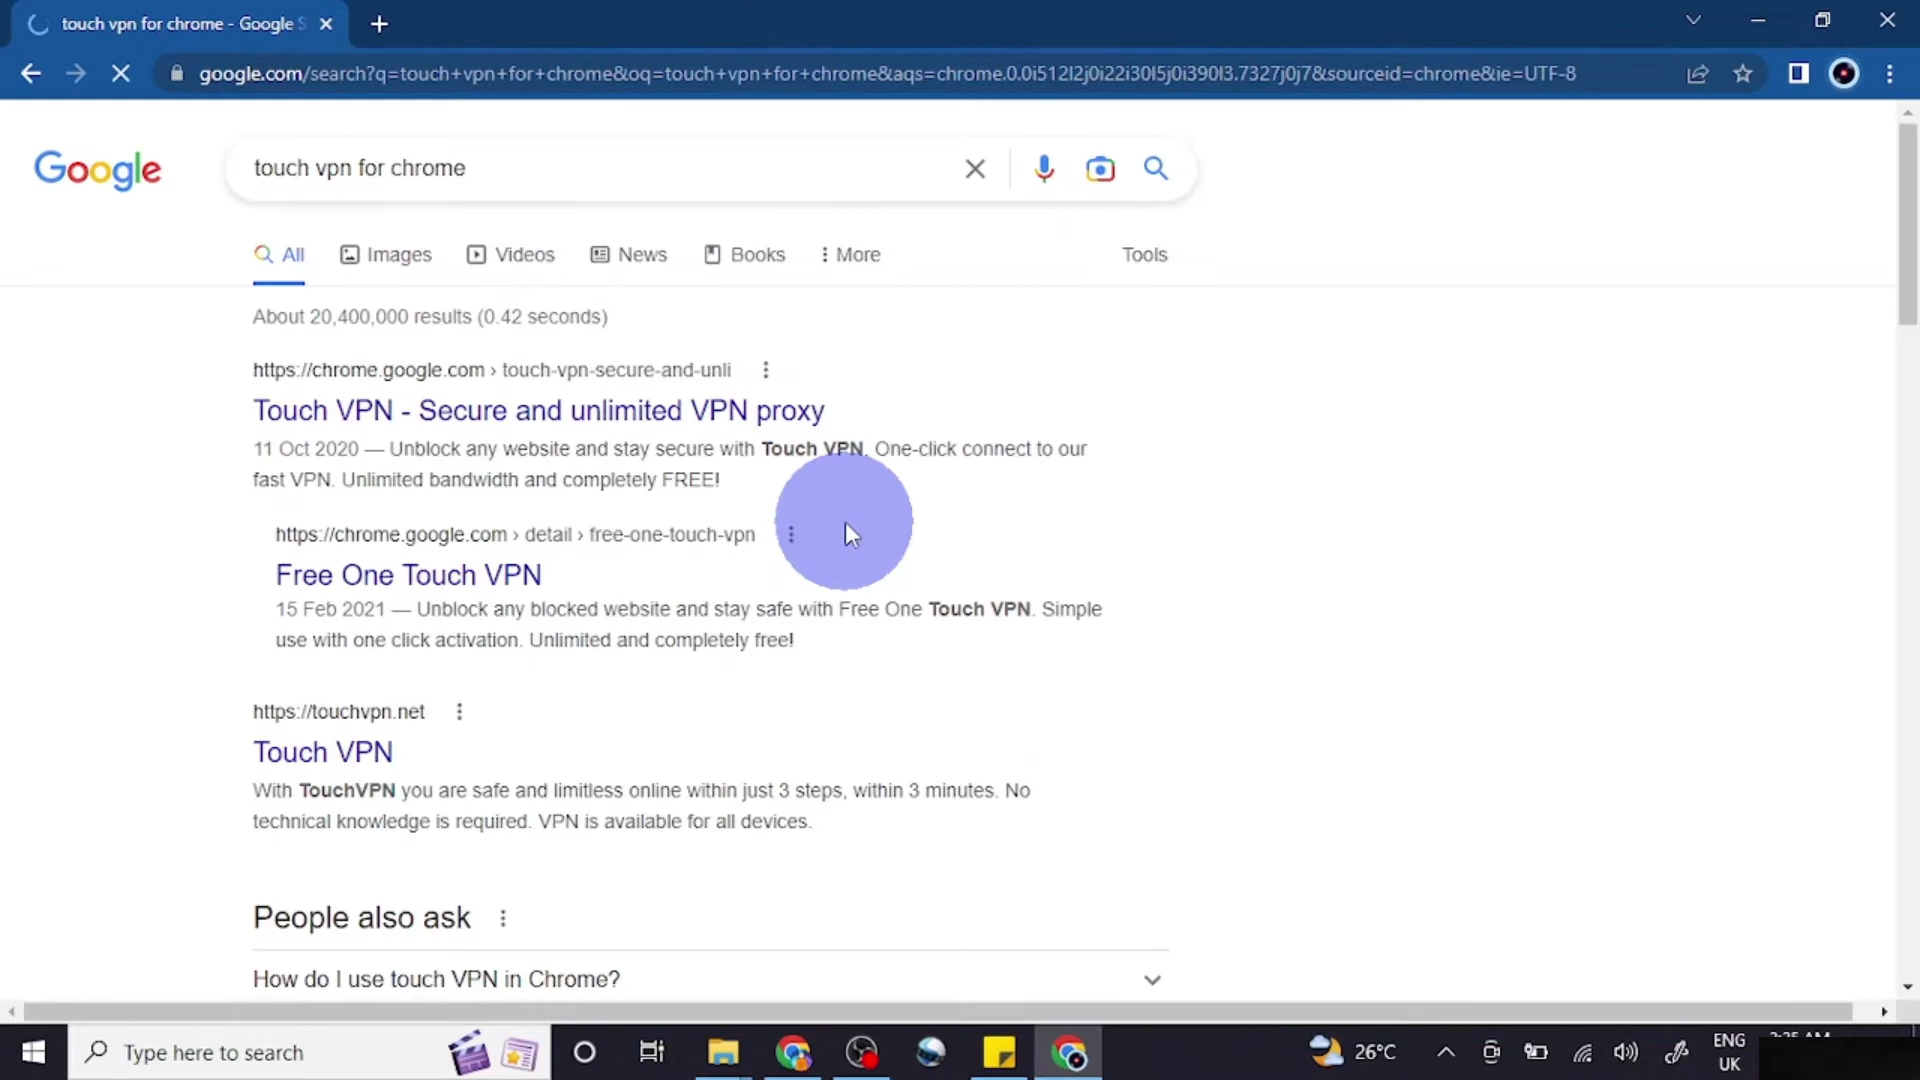 touch vpn for chrome - Google S
google.com/search?q=touch+vpn+for+chrome&oq=touch+vpn+for+chrome&aqs=chrome.0.0i512l2j0i22i30l5j0i390l3.7327j0j7&sourceid=chrome&ie=UTF-8
Google
touch vpn for chrome
All
Images
Videos
News
Books
More
Tools
About 20,400,000 results (0.42 seconds)
https://chrome.google.com › touch-vpn-secure-and-unli
Touch VPN - Secure and unlimited VPN proxy
11 Oct 2020 — Unblock any website and stay secure with Touch VPN. One-click connect to our
fast VPN. Unlimited bandwidth and completely FREE!
https://chrome.google.com › detail › free-one-touch-vpn
Free One Touch VPN
15 Feb 2021 — Unblock any blocked website and stay safe with Free One Touch VPN. Simple
use with one click activation. Unlimited and completely free!
https://touchvpn.net
Touch VPN
With TouchVPN you are safe and limitless online within just 3 steps, within 3 minutes. No
technical knowledge is required. VPN is available for all devices.
People also ask
How do I use touch VPN in Chrome?
Type here to search
26°C
ENG
UK